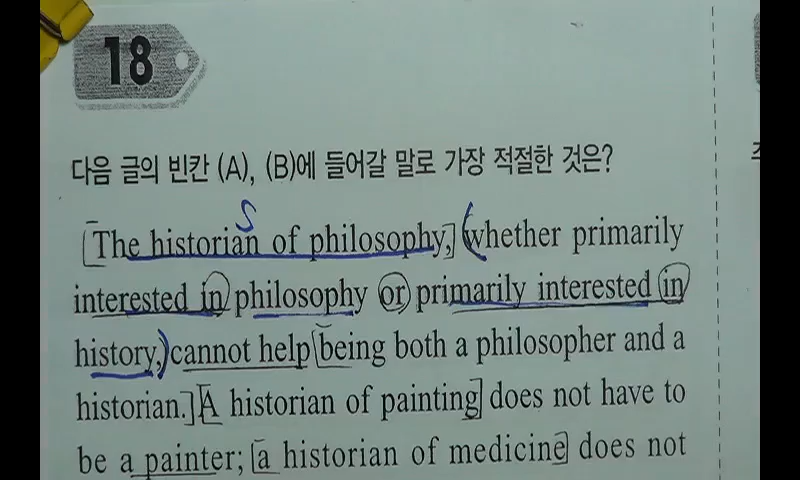 18
다음 글의 빈칸 (A), (B)에 들어갈 말로 가장 적절한 것은?
S
[The historian of philosophy,] (whether primarily
interested in philosophy or primarily interested in
history,) cannot help [being both a philosopher and a
historian.] [A historian of painting] does not have to
be a painter; [a historian of medicine] does not